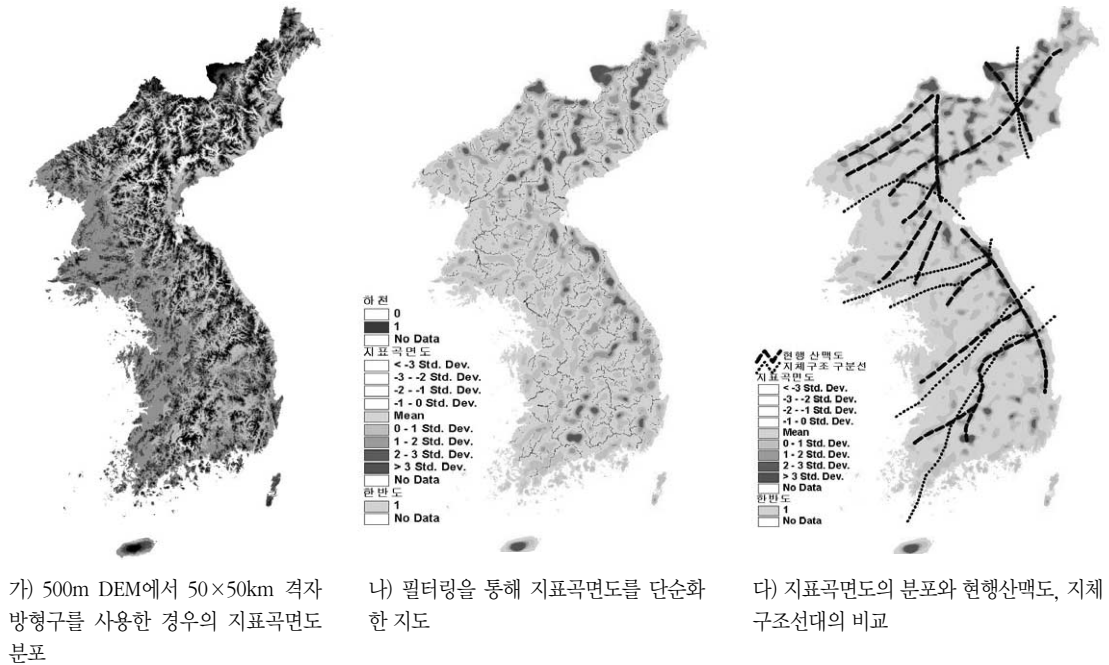 하 천
0
1
No Data
지표곡면도
< -3 Std. Dev.
-3 - -2 Std. Dev.
-2 - -1 Std. Dev.
-1 - 0 Std. Dev.
Mean
0 - 1 Std. Dev.
1 - 2 Std. Dev.
2 - 3 Std. Dev.
> 3 Std. Dev.
No Data
한반도
1
No Data
현행 산맥도
지체구조 구분선
지표곡면도
< -3 Std. Dev.
-3 - -2 Std. Dev.
-2 - -1 Std. Dev.
-1 - 0 Std. Dev.
Mean
0 - 1 Std. Dev.
1 - 2 Std. Dev.
2 - 3 Std. Dev.
> 3 Std. Dev.
No Data
한반도
1
No Data
가) 500m DEM에서 50×50km 격자
방형구를 사용한 경우의 지표곡면도
분포
나) 필터링을 통해 지표곡면도를 단순화
한 지도
다) 지표곡면도의 분포와 현행산맥도, 지체
구조선대의 비교